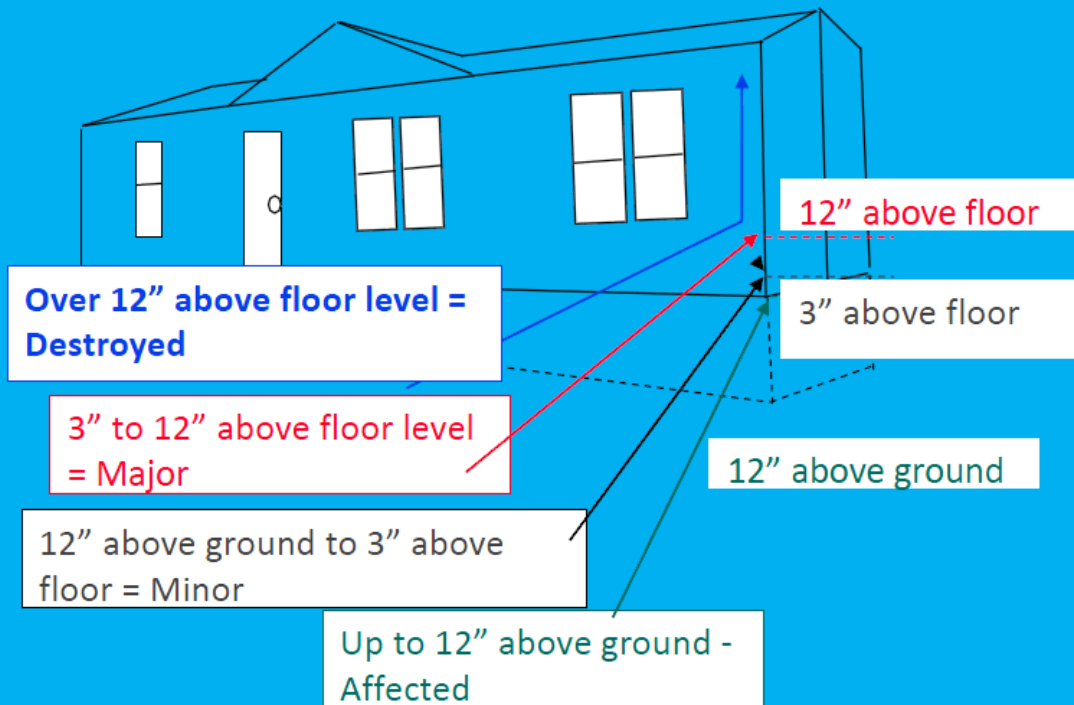 12” above floor
Over 12” above floor level =
Destroyed
3” above floor
3” to 12” above floor level
= Major
12” above ground
12” above ground to 3” above
floor = Minor
Up to 12” above ground -
Affected